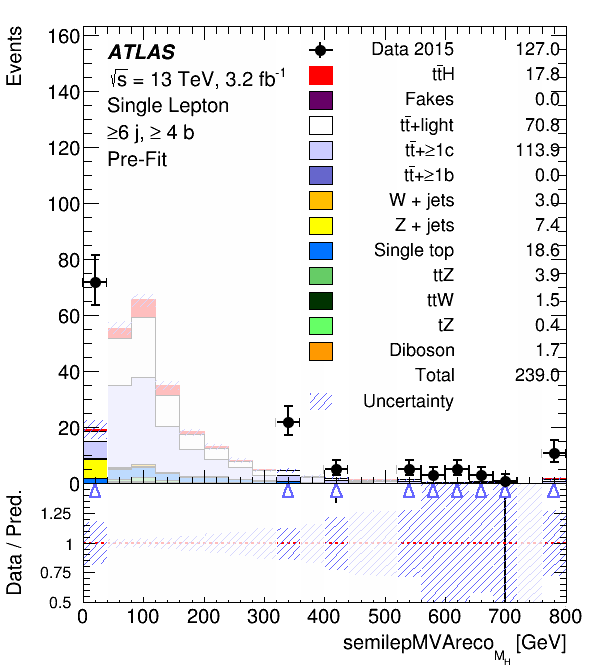 Events
160
140
120
100
80
60
40
20
0
ATLAS
√s = 13 TeV, 3.2 fb⁻¹
Single Lepton
≥6 j, ≥ 4 b
Pre-Fit
Data 2015 127.0
tt̄H 17.8
Fakes 0.0
tt̄+light 70.8
tt̄+≥1c 113.9
tt̄+≥1b 0.0
W + jets 3.0
Z + jets 7.4
Single top 18.6
ttZ 3.9
ttW 1.5
tZ 0.4
Diboson 1.7
Total 239.0
Uncertainty
Data / Pred.
1.25
1
0.75
0.5
0 100 200 300 400 500 600 700 800
semilepMVAreco_{M_H} [GeV]